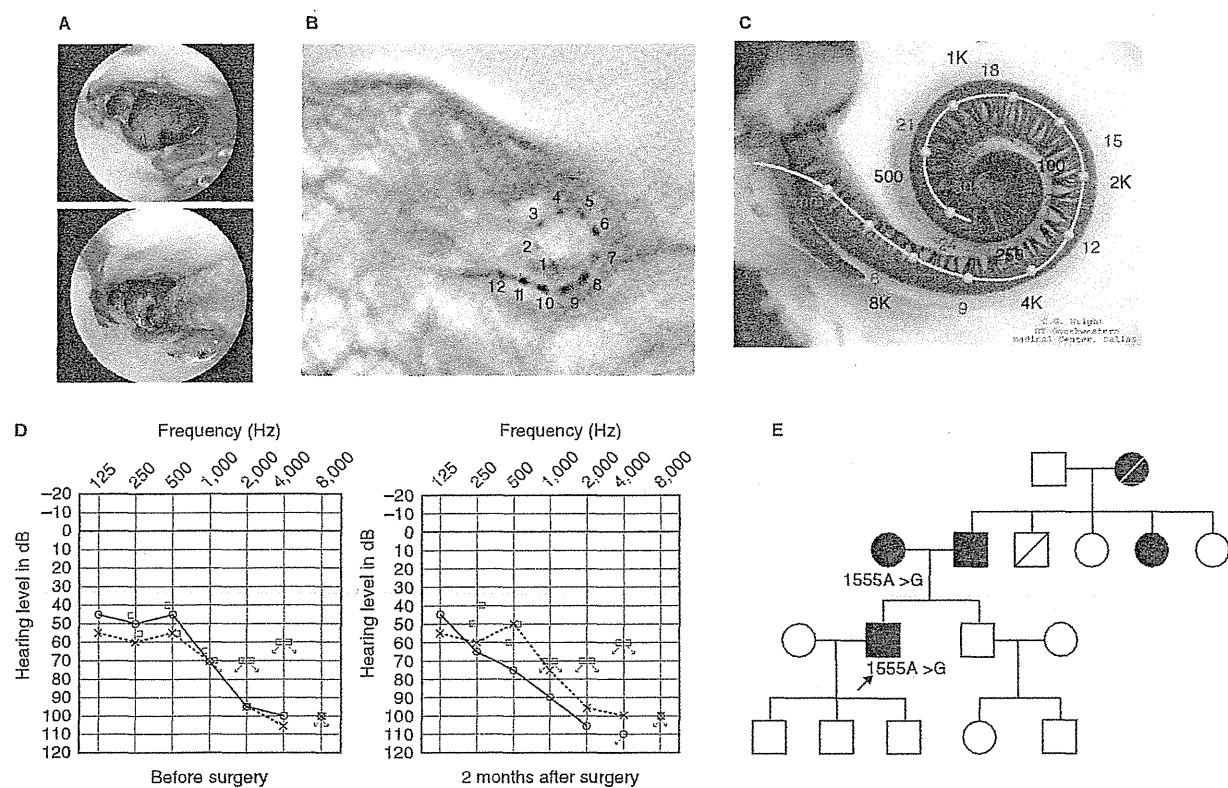 A
B
C
4
5
3
6
2
7
1
12
11
10
9
8
1K
18
21
15
100
500
2K
12
250
6
8K
9
4K
C.G. Wright
UT Southwestern
Medical Center, Dallas
D
Frequency (Hz)
125 250 500 1,000 2,000 4,000 8,000
Hearing level in dB
−20
−10
0
10
20
30
40
50
60
70
80
90
100
110
120
Before surgery
Frequency (Hz)
125 250 500 1,000 2,000 4,000 8,000
Hearing level in dB
−20
−10
0
10
20
30
40
50
60
70
80
90
100
110
120
2 months after surgery
E
1555A >G
1555A >G